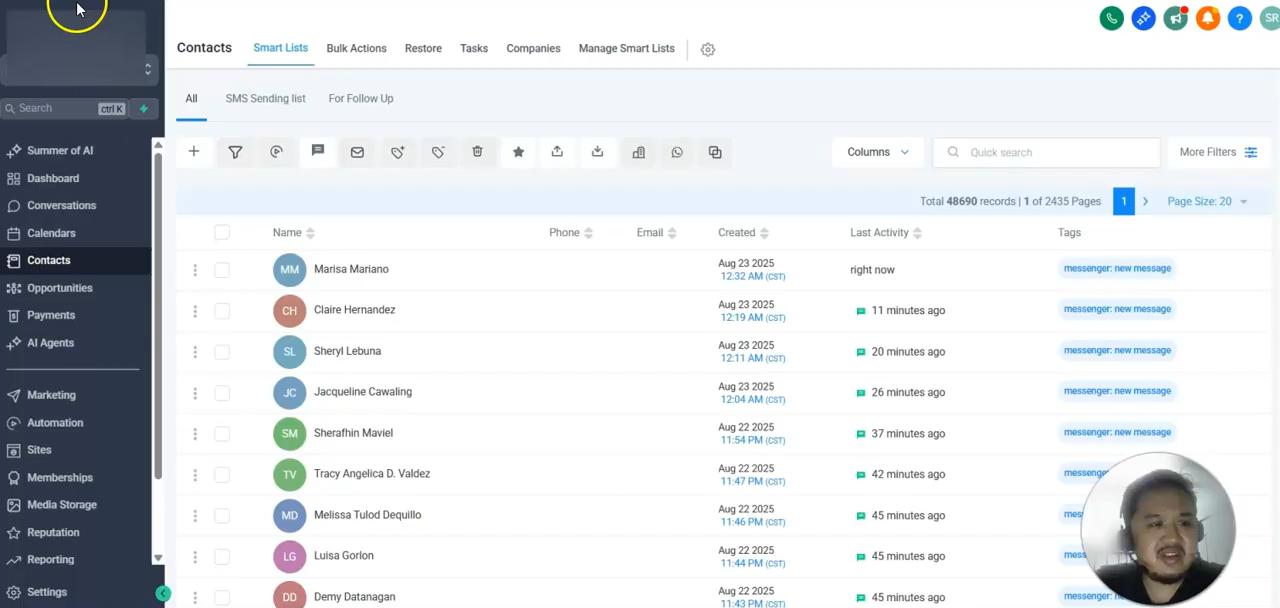 SR
Contacts
Smart Lists
Bulk Actions
Restore
Tasks
Companies
Manage Smart Lists
Search
ctrl K
All
SMS Sending list
For Follow Up
Summer of AI
Dashboard
Conversations
Calendars
Contacts
Opportunities
Payments
AI Agents
Marketing
Automation
Sites
Memberships
Media Storage
Reputation
Reporting
Settings
Columns
Quick search
More Filters
Total 48690 records | 1 of 2435 Pages
1
Page Size: 20
Name Phone Email Created Last Activity Tags
MM Marisa Mariano Aug 23 2025 right now messenger: new message
12:32 AM (CST)
CH Claire Hernandez Aug 23 2025 11 minutes ago messenger: new message
12:19 AM (CST)
SL Sheryl Lebuna Aug 23 2025 20 minutes ago messenger: new message
12:11 AM (CST)
JC Jacqueline Cawaling Aug 23 2025 26 minutes ago messenger: new message
12:04 AM (CST)
SM Sherafhin Maviel Aug 22 2025 37 minutes ago messenger: new message
11:54 PM (CST)
TV Tracy Angelica D. Valdez Aug 22 2025 42 minutes ago messeng
11:47 PM (CST)
MD Melissa Tulod Dequillo Aug 22 2025 45 minutes ago mes
11:46 PM (CST)
LG Luisa Gorlon Aug 22 2025 45 minutes ago mess
11:44 PM (CST)
DD Demy Datanagan Aug 22 2025 45 minutes ago messenger: ne
11:43 PM (CST)